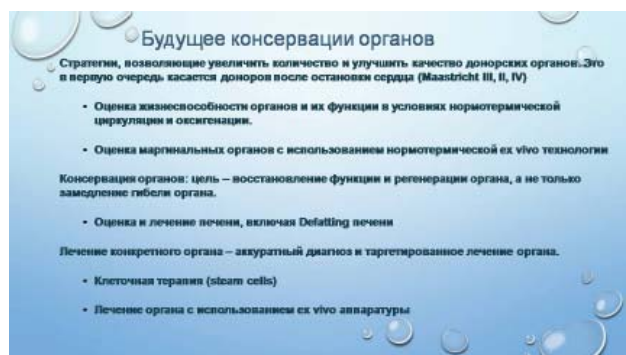 Будущее консервации органов
Стратегии, позволяющие увеличить количество и улучшить качество донорских органов. Это
в первую очередь касается доноров после остановки сердца (Maastricht III, II, IV)
• Оценка жизнеспособности органов и их функции в условиях нормотермической
циркуляции и оксигенации.
• Оценка маргинальных органов с использованием нормотермической ex vivo технологии
Консервация органов: цель – восстановление функции и регенерации органа, а не только
замедление гибели органа.
• Оценка и лечение печени, включая Defatting печени
Лечение конкретного органа – аккуратный диагноз и таргетированное лечение органа.
• Клеточная терапия (steam cells)
• Лечение органа с использованием ex vivo аппаратуры